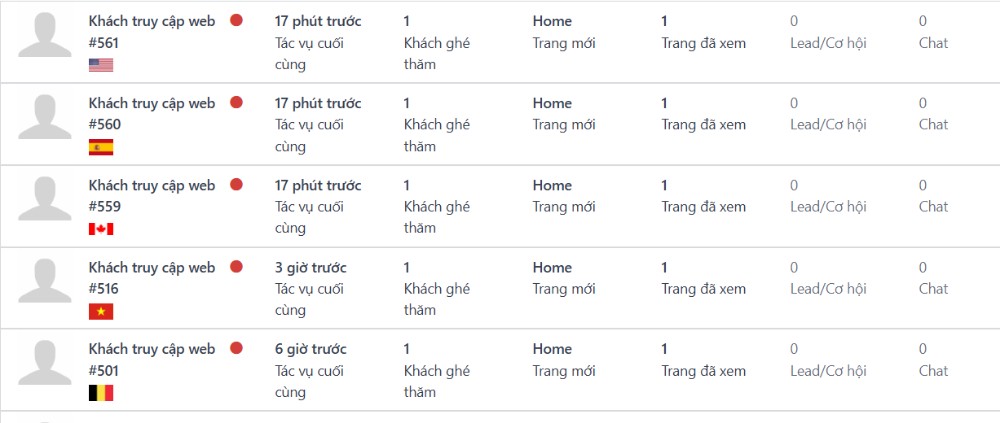 Khách truy cập web 17 phút trước 1 Home 1 0 0
#561 Tác vụ cuối Khách ghé Trang mới Trang đã xem Lead/Cơ hội Chat
cùng thăm
Khách truy cập web 17 phút trước 1 Home 1 0 0
#560 Tác vụ cuối Khách ghé Trang mới Trang đã xem Lead/Cơ hội Chat
cùng thăm
Khách truy cập web 17 phút trước 1 Home 1 0 0
#559 Tác vụ cuối Khách ghé Trang mới Trang đã xem Lead/Cơ hội Chat
cùng thăm
Khách truy cập web 3 giờ trước 1 Home 1 0 0
#516 Tác vụ cuối Khách ghé Trang mới Trang đã xem Lead/Cơ hội Chat
cùng thăm
Khách truy cập web 6 giờ trước 1 Home 1 0 0
#501 Tác vụ cuối Khách ghé Trang mới Trang đã xem Lead/Cơ hội Chat
cùng thăm